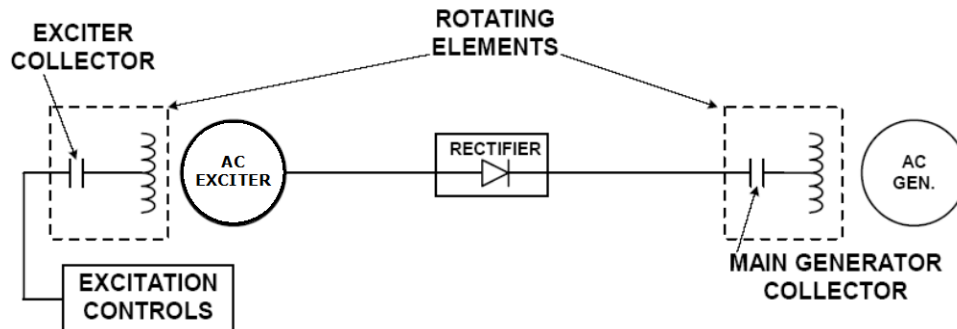 EXCITER
COLLECTOR
ROTATING
ELEMENTS
AC
EXCITER
RECTIFIER
AC
GEN.
EXCITATION
CONTROLS
MAIN GENERATOR
COLLECTOR